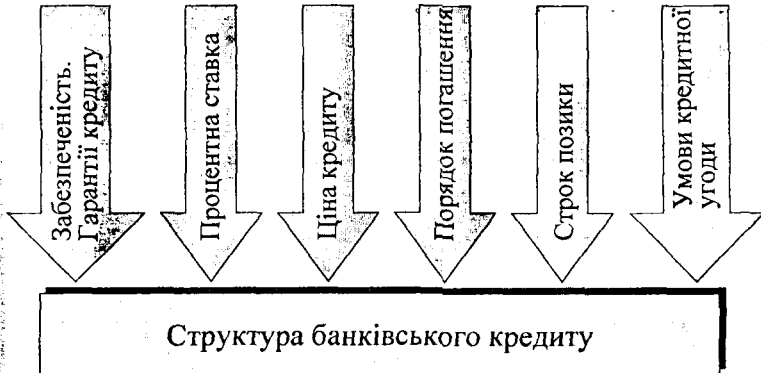 Забезпеченість.
Гарантії кредиту
Процентна ставка
Ціна кредиту
Порядок погашення
Строк позики
Умови кредитної
угоди
Структура банківського кредиту